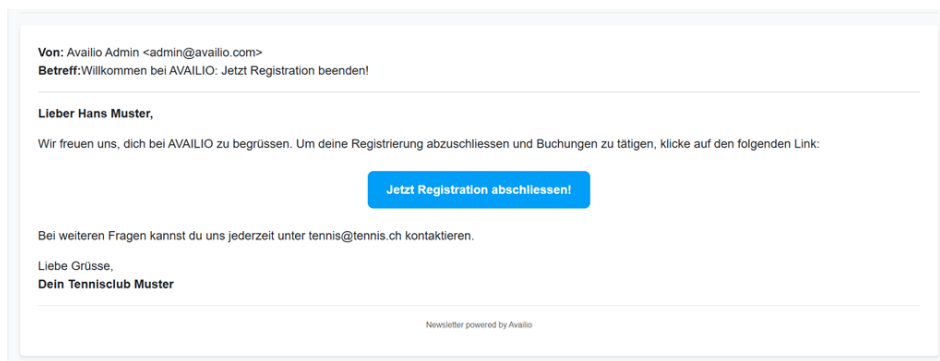 Von: Availio Admin <admin@availio.com>
Betreff:Willkommen bei AVAILIO: Jetzt Registration beenden!
Lieber Hans Muster,
Wir freuen uns, dich bei AVAILIO zu begrüssen. Um deine Registrierung abzuschliessen und Buchungen zu tätigen, klicke auf den folgenden Link:
Jetzt Registration abschliessen!
Bei weiteren Fragen kannst du uns jederzeit unter tennis@tennis.ch kontaktieren.
Liebe Grüsse,
Dein Tennisclub Muster
Newsletter powered by Availio